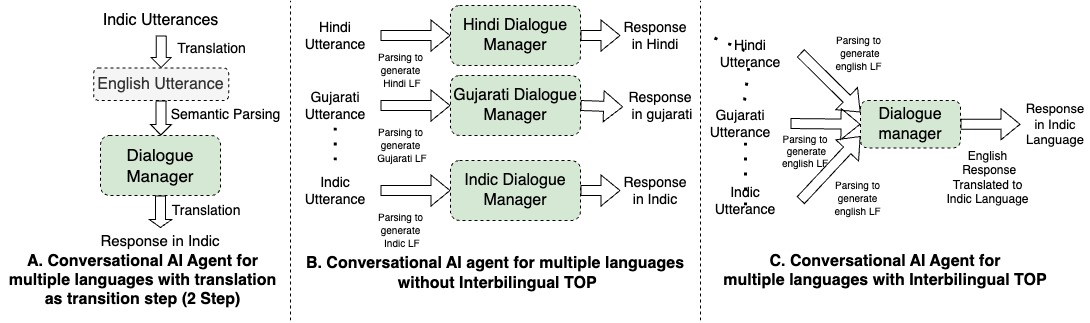 Indic Utterances
Translation
English Utterance
Semantic Parsing
Dialogue
Manager
Translation
Response in Indic
A. Conversational AI Agent for
multiple languages with translation
as transition step (2 Step)
Hindi
Utterance
Parsing to
generate
Hindi LF
Hindi Dialogue
Manager
Response
in Hindi
Gujarati
Utterance
Parsing to
generate
Gujarati LF
Gujarati Dialogue
Manager
Response
in gujarati
Indic
Utterance
Parsing to
generate
Indic LF
Indic Dialogue
Manager
Response
in Indic
B. Conversational AI agent for multiple languages
without Interbilingual TOP
Hindi
Utterance
Parsing to
generate
english LF
Gujarati
Utterance
Parsing to
generate
english LF
Indic
Utterance
Parsing to
generate
english LF
Dialogue
manager
Response
in Indic
Language
English
Response
Translated to
Indic Language
C. Conversational AI Agent for
multiple languages with Interbilingual TOP